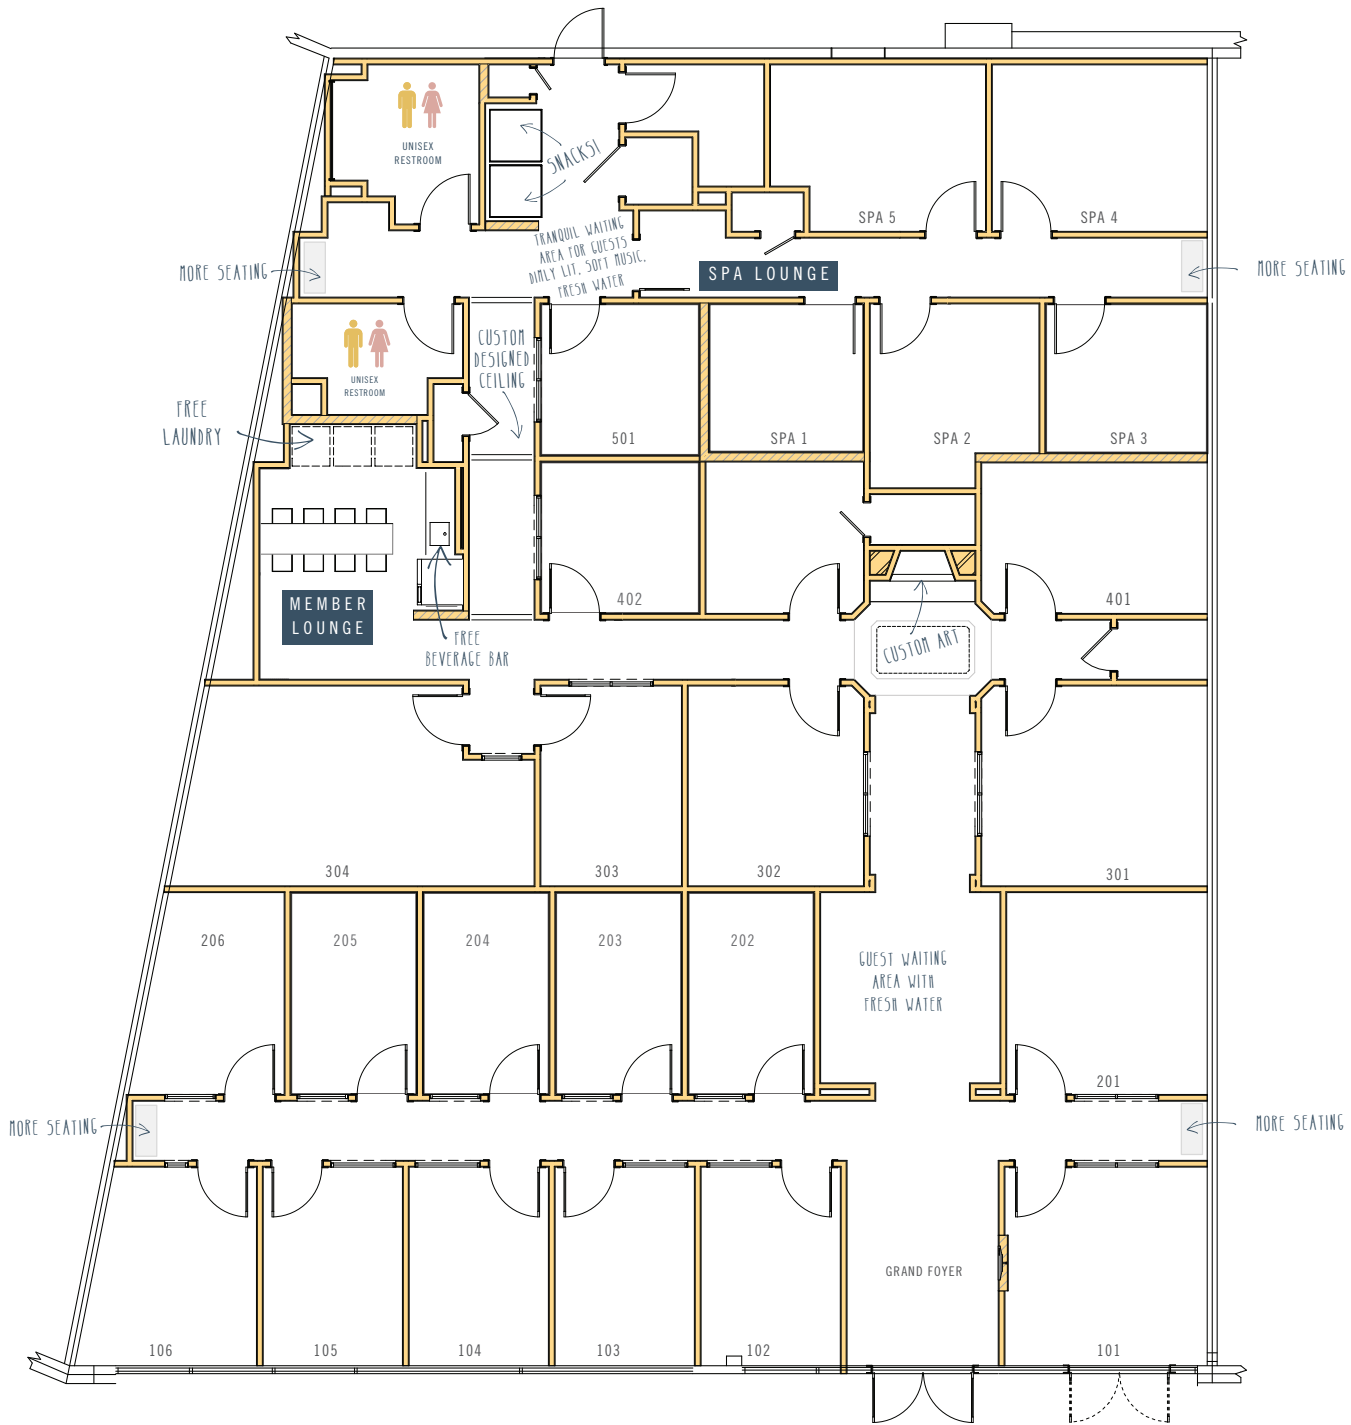 UNISEX
RESTROOM
SNACKS!
SPA 5
SPA 4
TRANQUIL WAITING
AREA FOR GUESTS
DIMLY LIT, SOFT MUSIC,
FRESH WATER
MORE SEATING
SPA LOUNGE
MORE SEATING
CUSTOM
DESIGNED
CEILING
UNISEX
RESTROOM
FREE
LAUNDRY
501
SPA 1
SPA 2
SPA 3
MEMBER
LOUNGE
402
401
FREE
BEVERAGE BAR
CUSTOM ART
304
303
302
301
206
205
204
203
202
GUEST WAITING
AREA WITH
FRESH WATER
201
MORE SEATING
MORE SEATING
GRAND FOYER
106
105
104
103
102
101